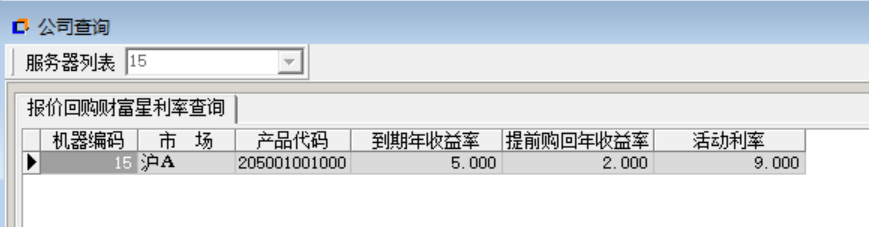 公司查询
服务器列表 15
报价回购财富星利率查询
机器编码 市 场 产品代码 到期年收益率 提前购回年收益率 活动利率
15 沪A 205001001000 5.000 2.000 9.000